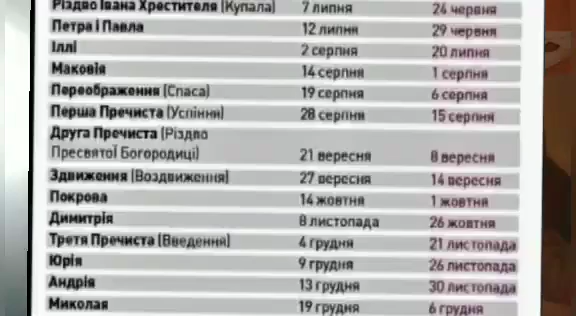 Різдво Івана Хрестителя (Купала) 7 липня 24 червня
Петра і Павла 12 липня 29 червня
Іллі 2 серпня 20 липня
Маковія 14 серпня 1 серпня
Переображення (Спаса) 19 серпня 6 серпня
Перша Пречиста (Успіння) 28 серпня 15 серпня
Друга Пречиста (Різдво
Пресвятої Богородиці) 21 вересня 8 вересня
Здвиження (Воздвиження) 27 вересня 14 вересня
Покрова 14 жовтня 1 жовтня
Димитрія 8 листопада 26 жовтня
Третя Пречиста (Введення) 4 грудня 21 листопада
Юрія 9 грудня 26 листопада
Андрія 13 грудня 30 листопада
Миколая 19 грудня 6 грудня